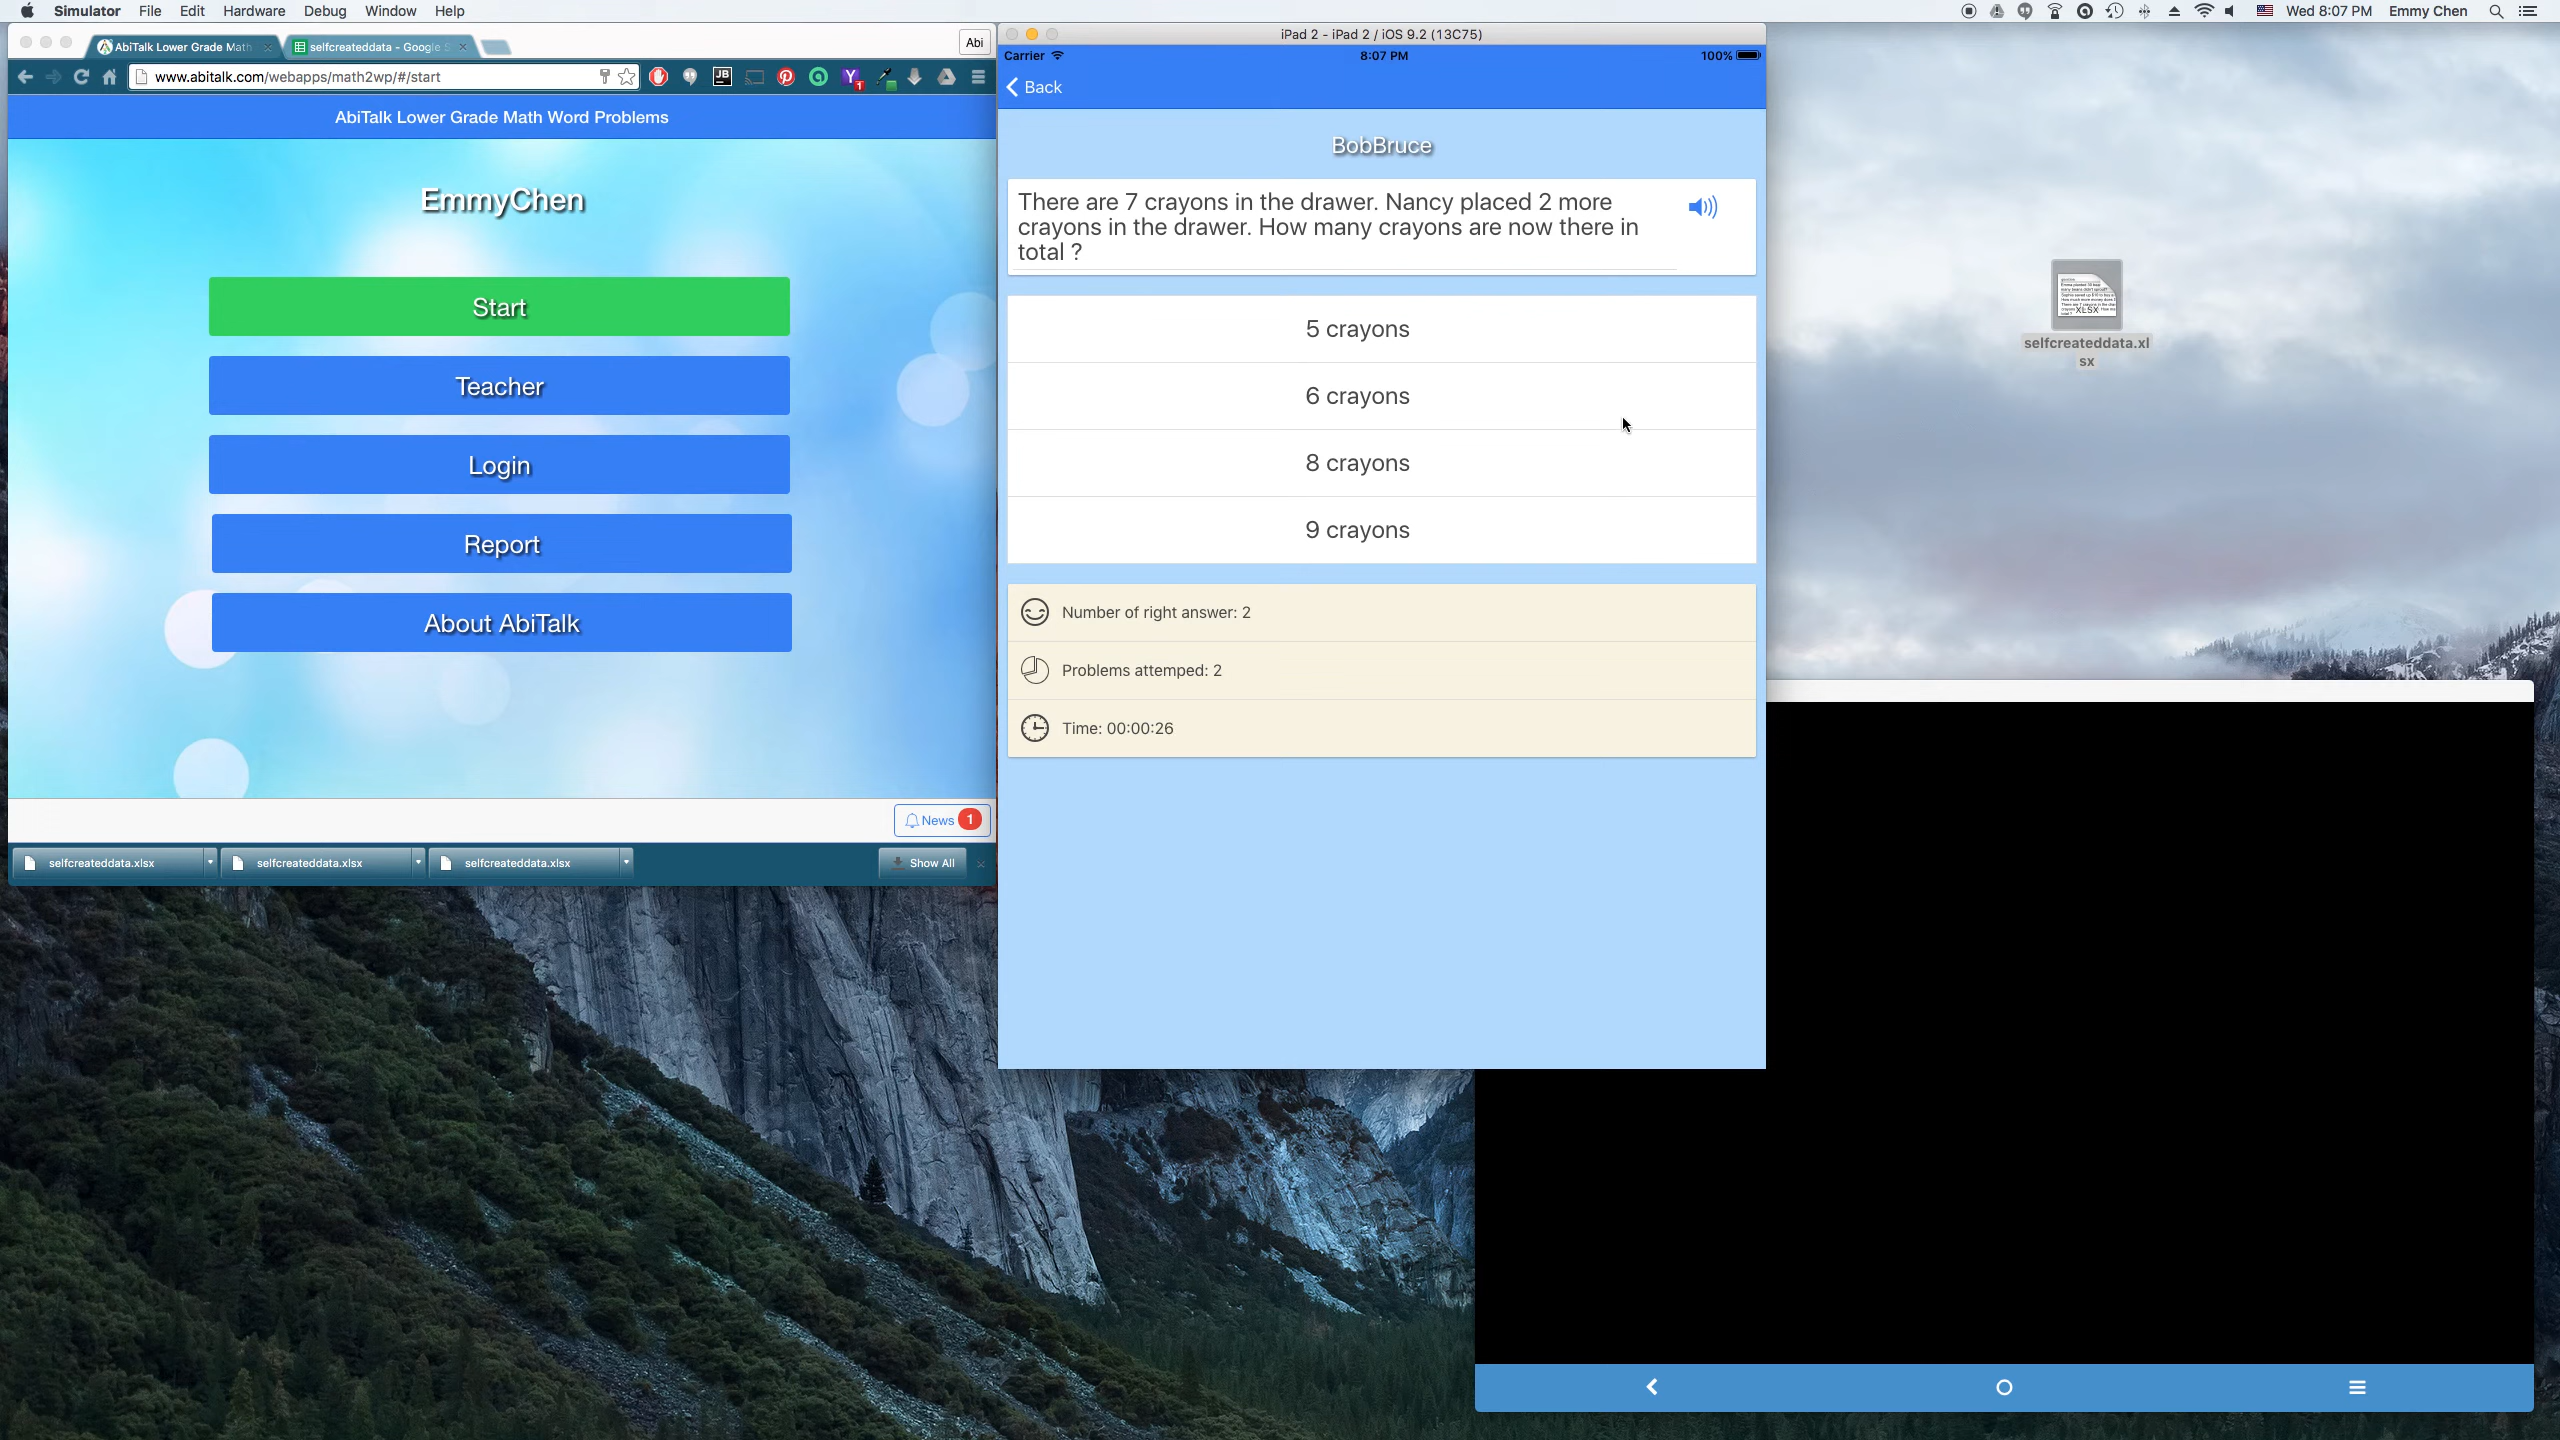 Simulator File Edit Hardware Debug Window Help
Wed 8:07 PM Emmy Chen
AbiTalk Lower Grade Math
selfcreateddata - Google S
Abi
www.abitalk.com/webapps/math2wp/#/start
JB
1
AbiTalk Lower Grade Math Word Problems
EmmyChen
Start
Teacher
Login
Report
About AbiTalk
News 1
selfcreateddata.xlsx
selfcreateddata.xlsx
selfcreateddata.xlsx
Show All
iPad 2 - iPad 2 / iOS 9.2 (13C75)
Carrier
8:07 PM
100%
Back
BobBruce
There are 7 crayons in the drawer. Nancy placed 2 more
crayons in the drawer. How many crayons are now there in
total ?
5 crayons
6 crayons
8 crayons
9 crayons
Number of right answer: 2
Problems attemped: 2
Time: 00:00:26
XLSX
selfcreateddata.xl
sx